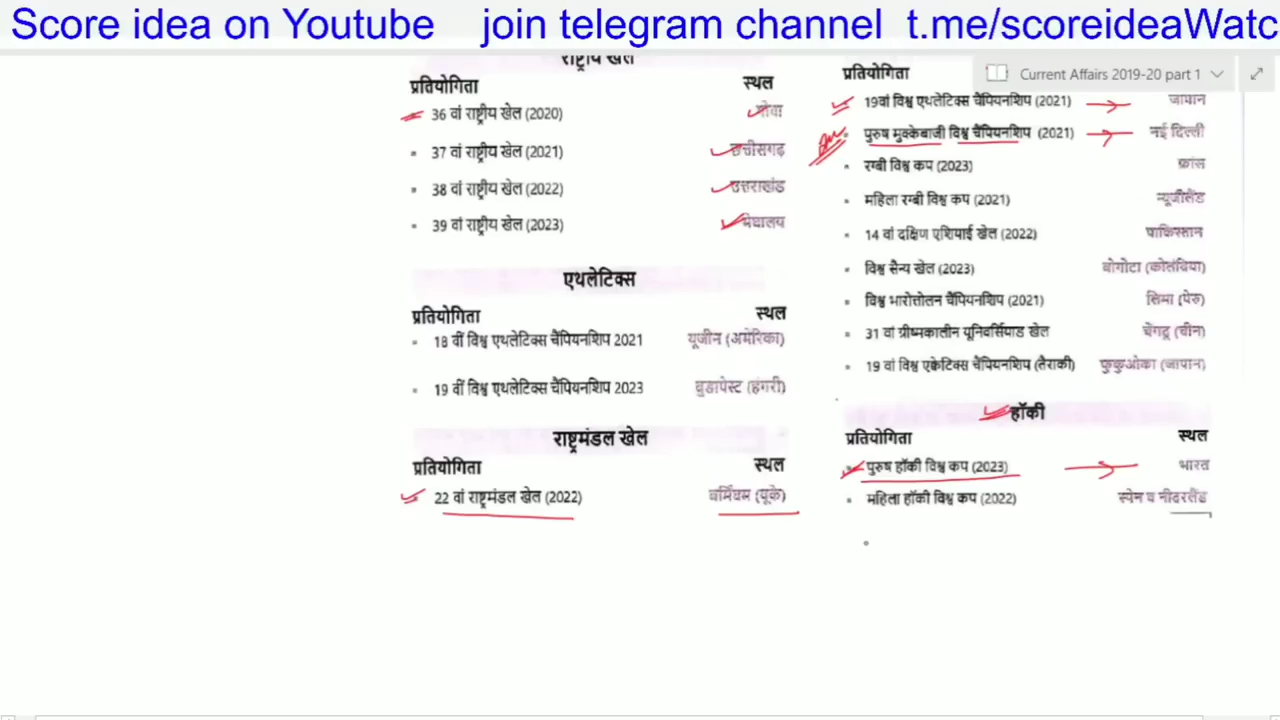 Score idea on Youtube join telegram channel t.me/scoreideaWatc
राष्ट्रीय खेल
प्रतियोगिता स्थल
36 वां राष्ट्रीय खेल (2020) गोवा
37 वां राष्ट्रीय खेल (2021) छत्तीसगढ़
38 वां राष्ट्रीय खेल (2022) उत्तराखंड
39 वां राष्ट्रीय खेल (2023) मेघालय
एथलेटिक्स
प्रतियोगिता स्थल
18 वीं विश्व एथलेटिक्स चैंपियनशिप 2021 यूजीन (अमेरिका)
19 वीं विश्व एथलेटिक्स चैंपियनशिप 2023 बुडापेस्ट (हंगरी)
राष्ट्रमंडल खेल
प्रतियोगिता स्थल
22 वां राष्ट्रमंडल खेल (2022) बर्मिंघम (यूके)
प्रतियोगिता
Current Affairs 2019-20 part 1
19वां विश्व एथलेटिक्स चैंपियनशिप (2021) जापान
पुरुष मुक्केबाजी विश्व चैंपियनशिप (2021) नई दिल्ली
रग्बी विश्व कप (2023) फ्रांस
महिला रग्बी विश्व कप (2021) न्यूजीलैंड
14 वां दक्षिण एशियाई खेल (2022) पाकिस्तान
विश्व सैन्य खेल (2023) बोगोटा (कोलंबिया)
विश्व भारोत्तोलन चैंपियनशिप (2021) लिमा (पेरु)
31 वां ग्रीष्मकालीन यूनिवर्सियाड खेल चेंगदू (चीन)
19 वां विश्व एक्वेटिक्स चैंपियनशिप (तैराकी) फुकुओका (जापान)
हॉकी
प्रतियोगिता स्थल
पुरुष हॉकी विश्व कप (2023) भारत
महिला हॉकी विश्व कप (2022) स्पेन व नीदरलैंड